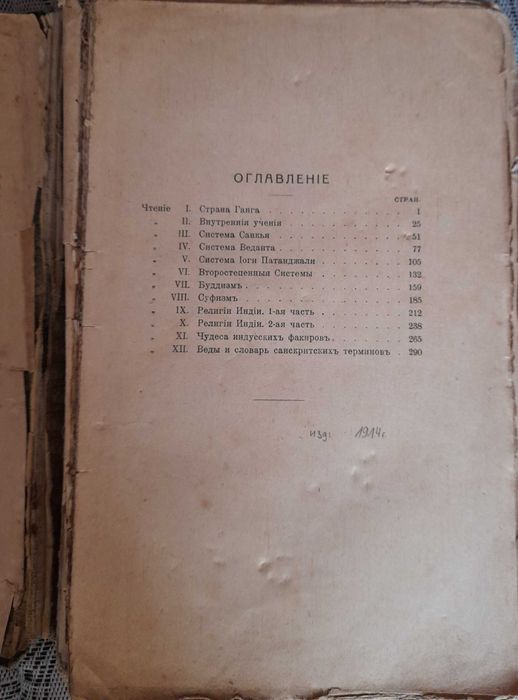 ОГЛАВЛЕНІЕ
СТРАН.
Чтеніе I. Страна Ганга . . . . . . . . . . . . . 1
„ II. Внутреннія ученія . . . . . . . . . . . 25
„ III. Система Санкья . . . . . . . . . . . . 51
„ IV. Система Веданта . . . . . . . . . . . . 77
„ V. Система Іоги Патанджали . . . . . . . . 105
„ VI. Второстепенныя Системы . . . . . . . . 132
„ VII. Буддизмъ . . . . . . . . . . . . . . 159
„ VIII. Суфизмъ . . . . . . . . . . . . . . 185
„ IX. Религіи Индіи. 1-ая часть . . . . . . . . 212
„ X. Религіи Индіи. 2-ая часть . . . . . . . . 238
„ XI. Чудеса индусскихъ факировъ . . . . . . . 265
„ XII. Веды и словарь санскритскихъ терминовъ . 290
изд: 1914г.